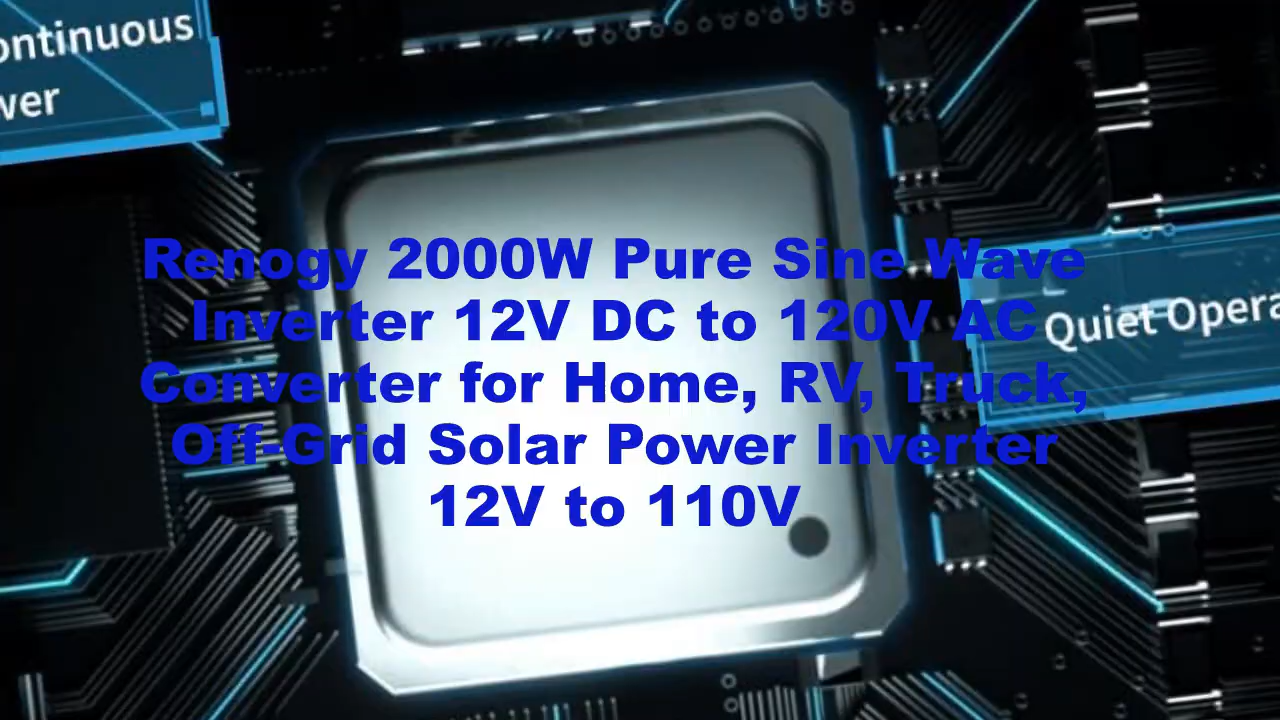 ontinuous
wer
Renogy 2000W Pure Sine Wave
Inverter 12V DC to 120V AC
Converter for Home, RV, Truck,
Off-Grid Solar Power Inverter
12V to 110V
Quiet Opera